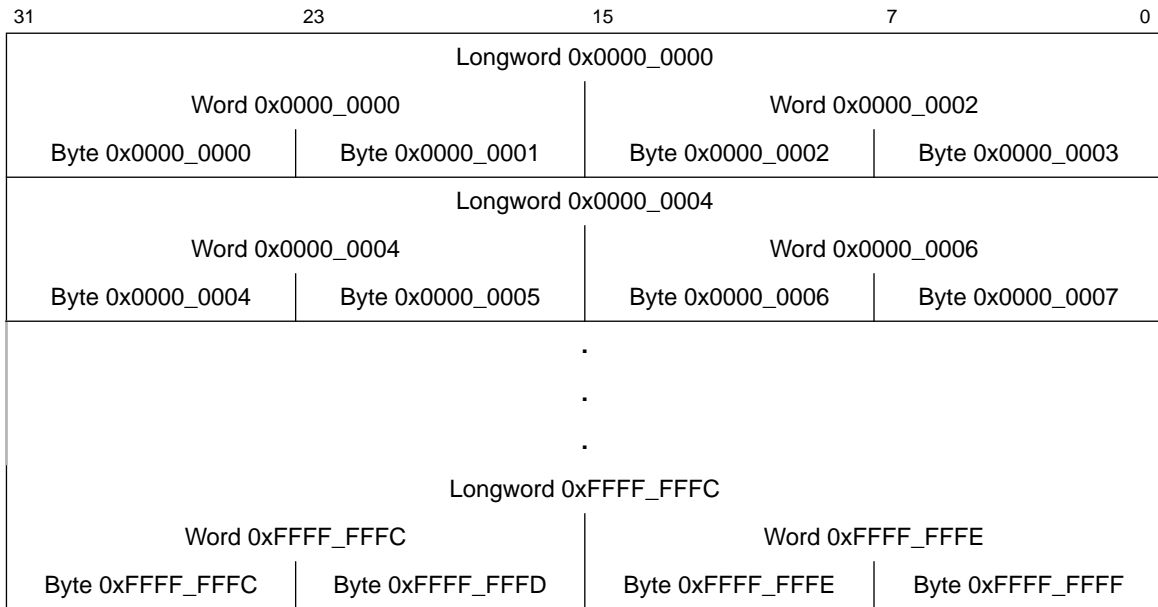 31 23 15 7 0
Longword 0x0000_0000
Word 0x0000_0000 Word 0x0000_0002
Byte 0x0000_0000 Byte 0x0000_0001 Byte 0x0000_0002 Byte 0x0000_0003
Longword 0x0000_0004
Word 0x0000_0004 Word 0x0000_0006
Byte 0x0000_0004 Byte 0x0000_0005 Byte 0x0000_0006 Byte 0x0000_0007
.
.
.
Longword 0xFFFF_FFFC
Word 0xFFFF_FFFC Word 0xFFFF_FFFE
Byte 0xFFFF_FFFC Byte 0xFFFF_FFFD Byte 0xFFFF_FFFE Byte 0xFFFF_FFFF